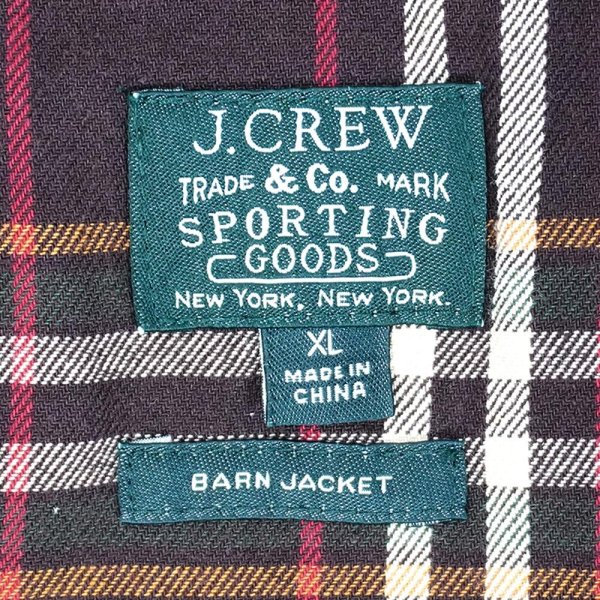 J.CREW
TRADE & Co. MARK
SPORTING
GOODS
NEW YORK, NEW YORK.
XL
MADE IN
CHINA
BARN JACKET